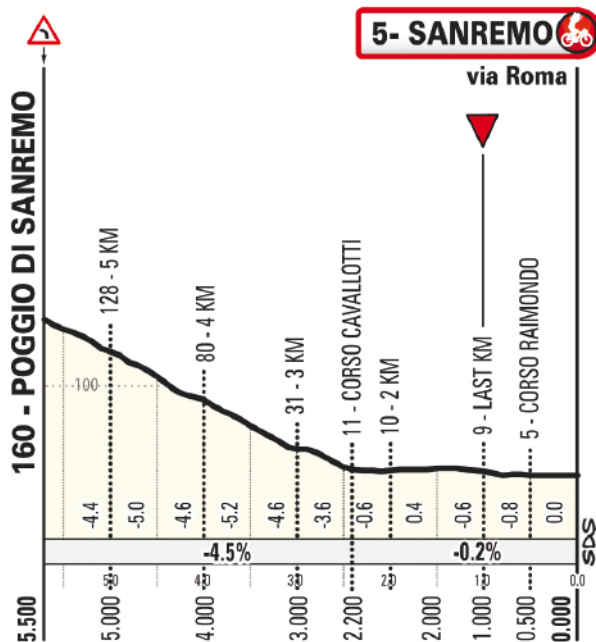 5- SANREMO
via Roma
160 - POGGIO DI SANREMO
128 - 5 KM
80 - 4 KM
31 - 3 KM
11 - CORSO CAVALLOTTI
10 - 2 KM
9 - LAST KM
5 - CORSO RAIMONDO
100
-4.4
-5.0
-4.6
-5.2
-4.6
-3.6
-0.6
0.4
-0.6
-0.8
0.0
-4.5%
-0.2%
SDS
5.0
4.0
3.0
2.0
1.0
0.0
5.500
5.000
4.000
3.000
2.200
2.000
1.000
0.500
0.000